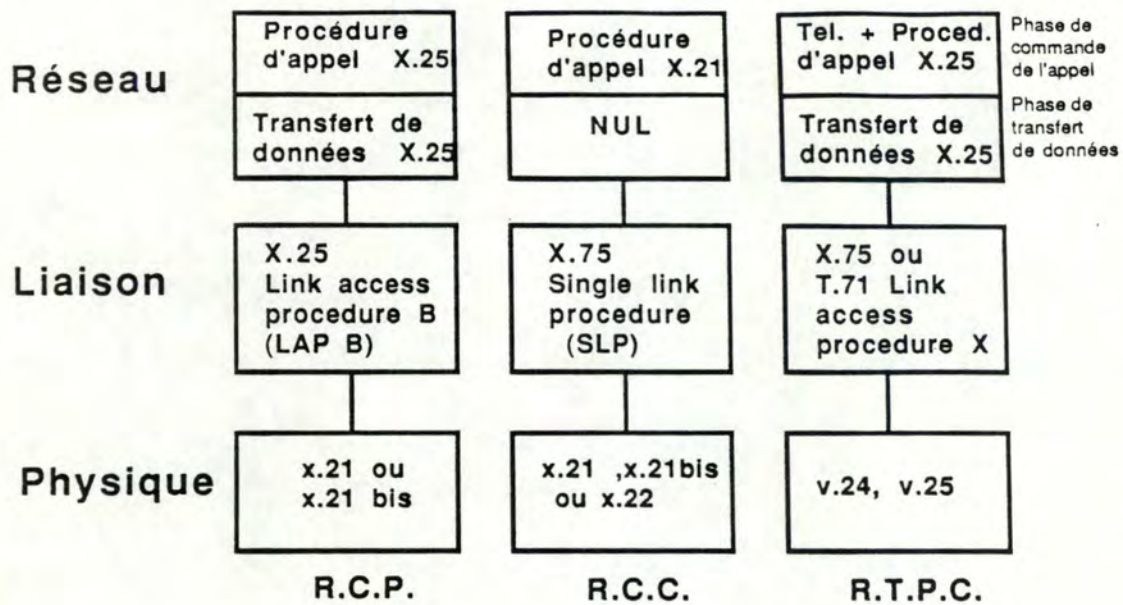 Réseau
Procédure
d'appel X.25
Transfert de
données X.25
Procédure
d'appel X.21
NUL
Tel. + Proced.
d'appel X.25
Transfert de
données X.25
Phase de
commande
de l'appel
Phase de
transfert
de données
Liaison
X.25
Link access
procedure B
(LAP B)
X.75
Single link
procedure
(SLP)
X.75 ou
T.71 Link
access
procedure X
Physique
x.21 ou
x.21 bis
x.21 ,x.21bis
ou x.22
v.24, v.25
R.C.P.
R.C.C.
R.T.P.C.